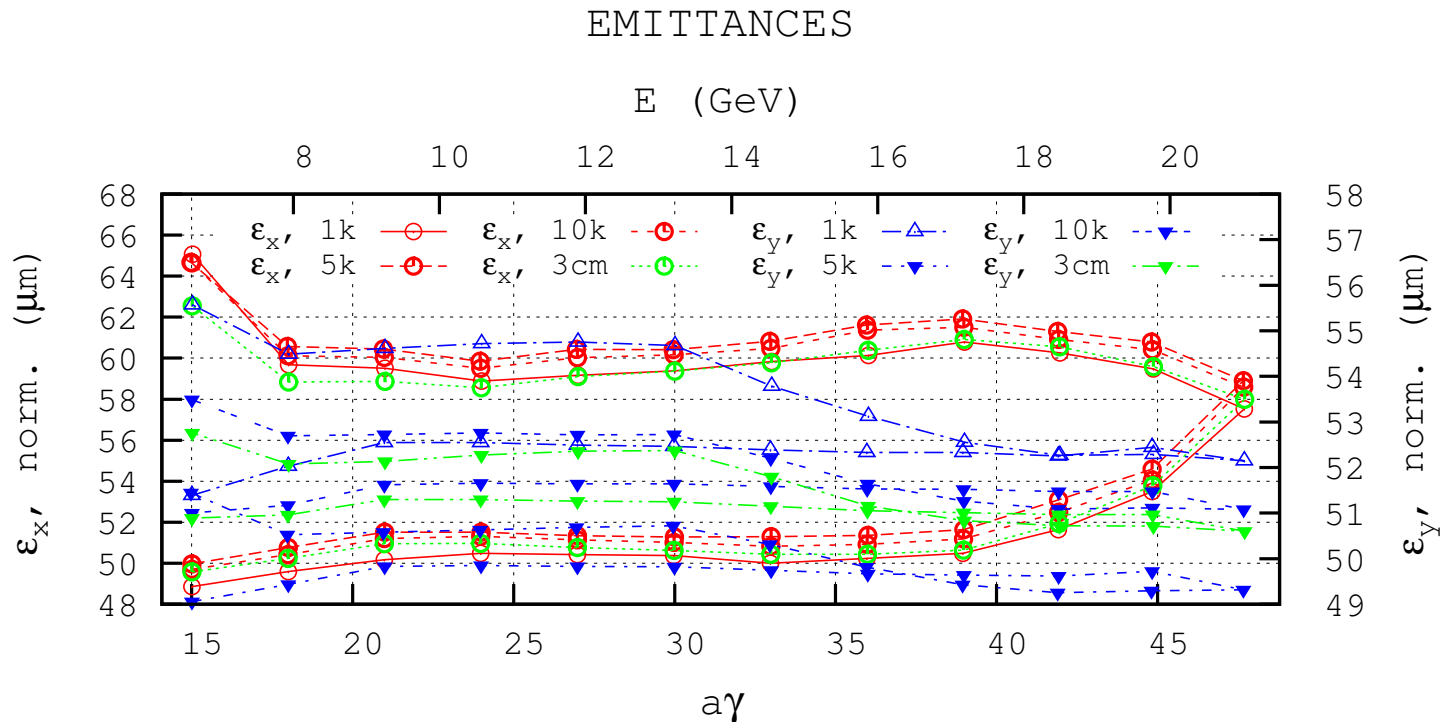 EMITTANCES
E (GeV)
8 10 12 14 16 18 20
68 58
66 εx, 1k εx, 10k εy, 1k εy, 10k 57
64 εx, 5k εx, 3cm εy, 5k εy, 3cm 56
62 55
60 54
58 53
56 52
54 51
52 50
50 49
48
15 20 25 30 35 40 45
aγ
εx, norm. (μm)
εy, norm. (μm)